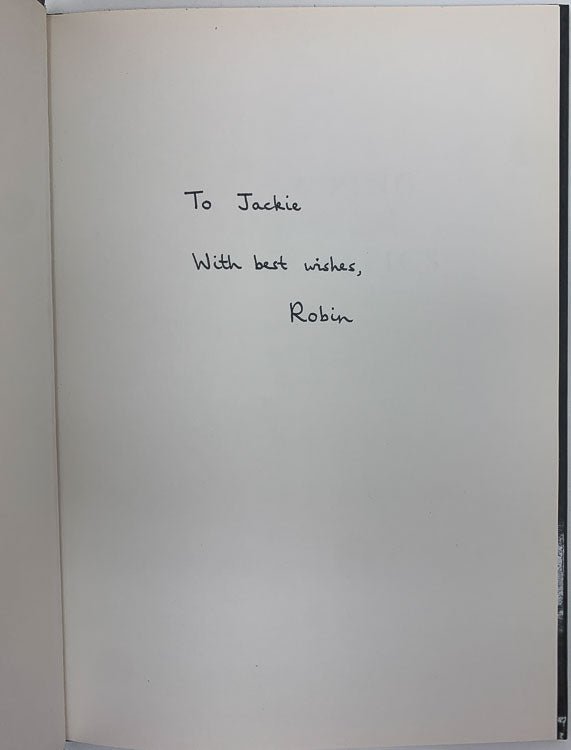 To Jackie
With best wishes,
Robin